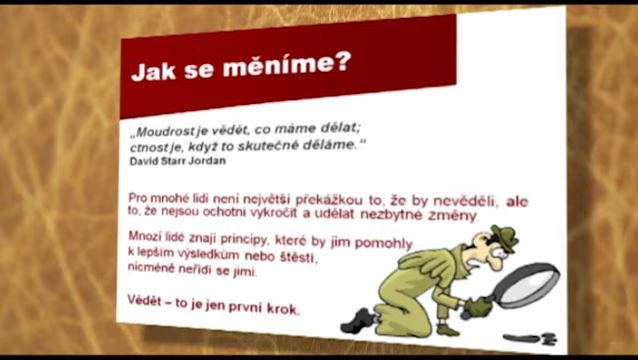 Jak se měníme?
„Moudrost je vědět, co máme dělat;
ctnost je, když to skutečně děláme.“
David Starr Jordan
Pro mnohé lidi není největší překážkou to, že by nevěděli, ale
to, že nejsou ochotni vykročit a udělat nezbytné změny.
Mnozí lidé znají principy, které by jim pomohly
k lepším výsledkům nebo štěstí,
nicméně neřídí se jimi.
Vědět – to je jen první krok.